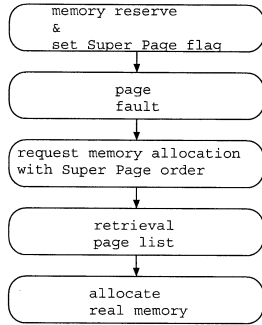 memory reserve
&
set Super Page flag
page
fault
request memory allocation
with Super Page order
retrieval
page list
allocate
real memory